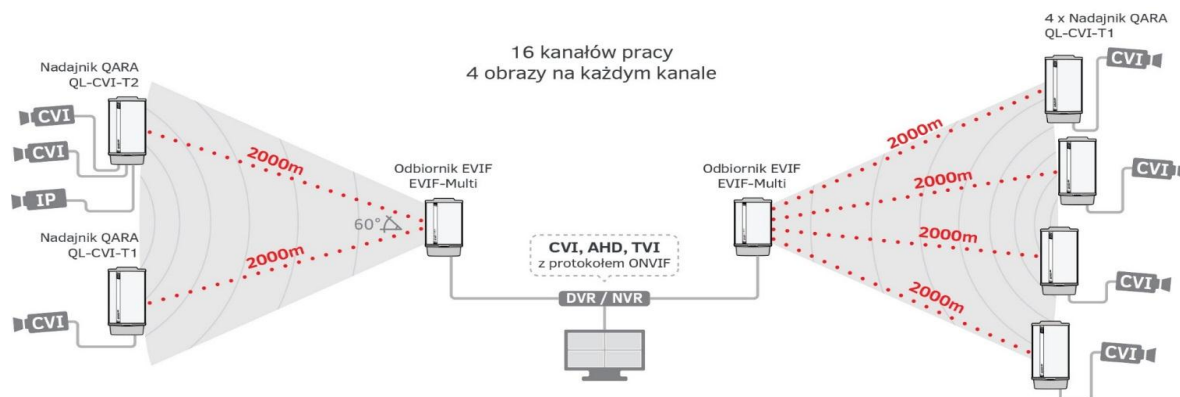 16 kanałów pracy
4 obrazy na każdym kanale
Nadajnik QARA
QL-CVI-T2
CVI
CVI
IP
2000m
Nadajnik QARA
QL-CVI-T1
CVI
2000m
60°
Odbiornik EVIF
EVIF-Multi
CVI, AHD, TVI
z protokołem ONVIF
DVR / NVR
Odbiornik EVIF
EVIF-Multi
4 x Nadajnik QARA
QL-CVI-T1
CVI
2000m
CVI
2000m
CVI
2000m
CVI
2000m